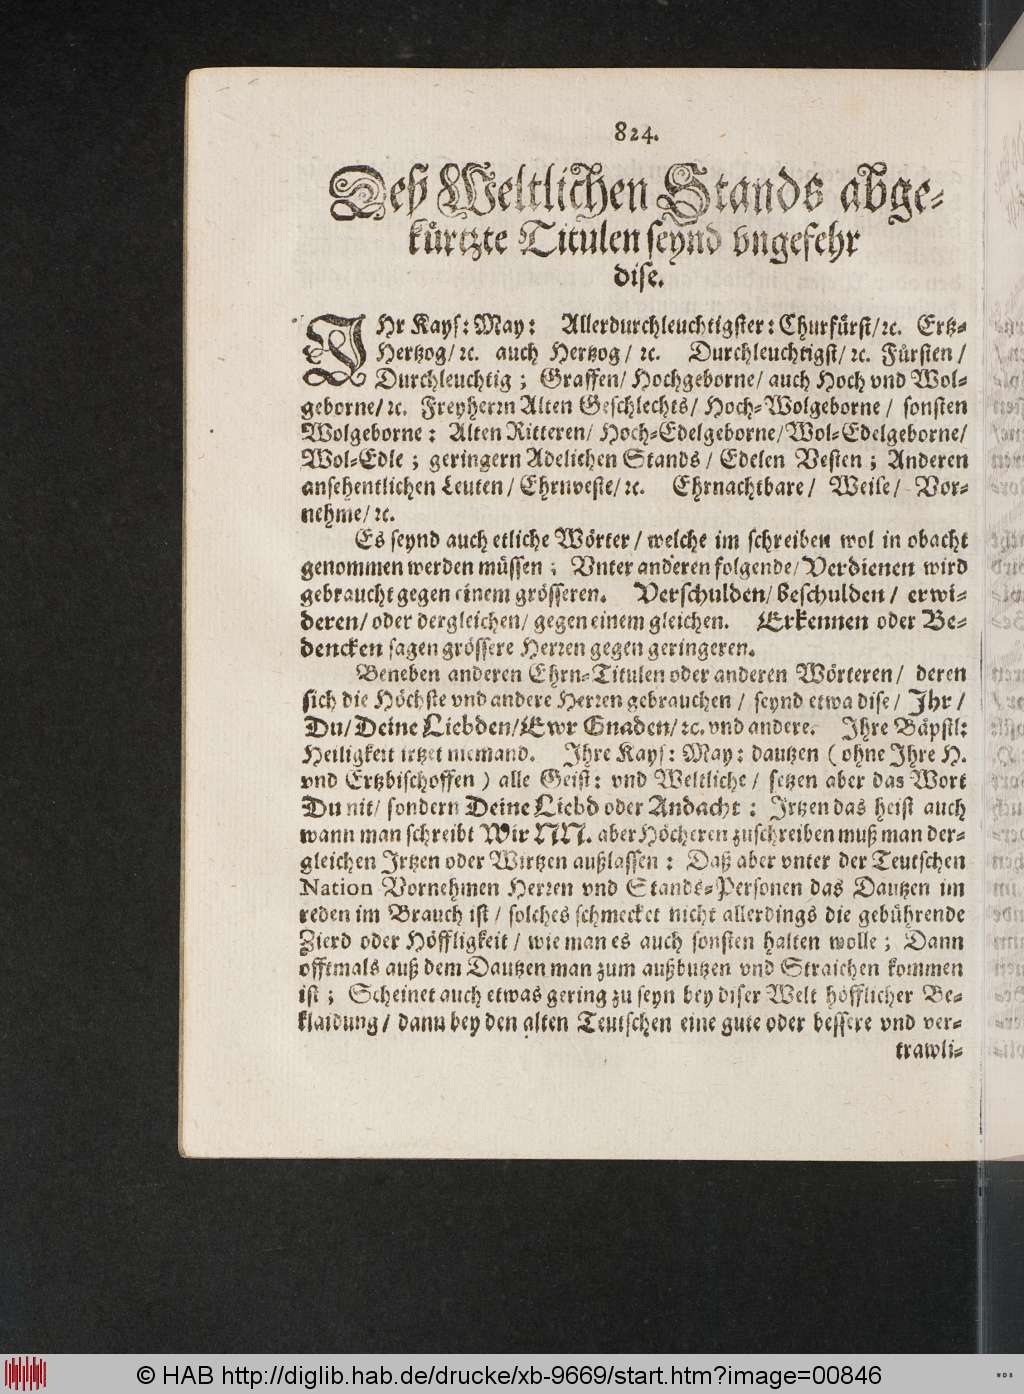 824.
Deß Weltlichen Stands abge-
kürtzte Titulen seynd vngefehr
dise.
IHr Kays: May: Allerdurchleuchtigster: Churfürst/ ꝛc. Ertz-
Hertzog/ ꝛc. auch Hertzog / ꝛc. Durchleuchtigst/ ꝛc. Fürsten /
Durchleuchtig ; Graffen/ Hochgeborne/ auch Hoch vnd Wol-
geborne/ ꝛc. Freyherrn Alten Geschlechts/ Hoch-Wolgeborne / sonsten
Wolgeborne : Alten Ritteren/ Hoch-Edelgeborne/ Wol-Edelgeborne/
Wol-Edle ; geringern Adelichen Stands / Edelen Vesten ; Anderen
ansehentlichen Leuten / Ehrnveste/ ꝛc. Ehrnachtbare / Weise / Vor-
nehme/ ꝛc.
Es seynd auch etliche Wörter / welche im schreiben wol in obacht
genommen werden müssen ; Vnter anderen folgende/ Verdienen wird
gebraucht gegen einem grösseren. Verschulden/ beschulden / erwi-
deren / oder dergleichen/ gegen einem gleichen. Erkennen oder Be-
dencken sagen grössere Herren gegen geringeren.
Beneben anderen Ehrn-Titulen oder anderen Wörteren / deren
sich die Höchste vnd andere Herren gebrauchen / seynd etwa dise / Ihr /
Du / Deine Liebden / Ewr Gnaden / ꝛc. vnd andere. Ihre Bäpstl:
Heiligkeit irtzet niemand. Ihre Kays: May: dautzen ( ohne Ihre H.
vnd Ertzbischoffen ) alle Geist: vnd Weltliche / setzen aber das Wort
Du nit / sondern Deine Liebd oder Andacht : Irtzen das heist auch
wann man schreibt Wir NN. aber Höcheren zuschreiben muß man der-
gleichen Irtzen oder Wirtzen außlassen : Daß aber vnter der Teutschen
Nation Vornehmen Herren vnd Stands-Personen das Dautzen im
reden im Brauch ist / solches schmecket nicht allerdings die gebührende
Zierd oder Höffligkeit / wie man es auch sonsten halten wolle ; Dann
offtmals auß dem Dautzen man zum außbutzen vnd Straichen kommen
ist ; Scheinet auch etwas gering zu seyn bey diser Welt höfflicher Be-
klaidung / dann bey den alten Teutschen eine gute oder bessere vnd ver-
trawli-
© HAB http://diglib.hab.de/drucke/xb-9669/start.htm?image=00846